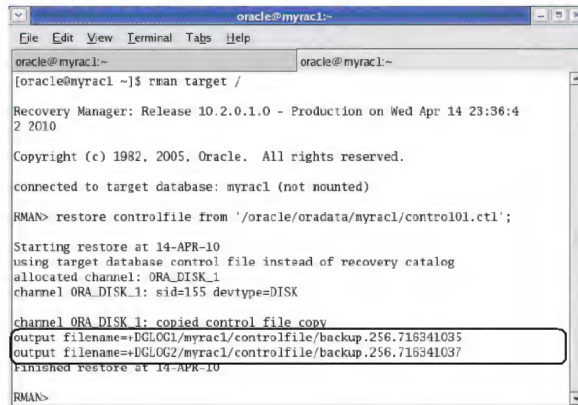 oracle@myrac1:~
File Edit View Terminal Tabs Help
oracle@myrac1:~ oracle@myrac1:~
[oracle@myrac1 ~]$ rman target /
Recovery Manager: Release 10.2.0.1.0 - Production on Wed Apr 14 23:36:4
2 2010
Copyright (c) 1982, 2005, Oracle. All rights reserved.
connected to target database: myrac1 (not mounted)
RMAN> restore controlfile from '/oracle/oradata/myrac1/control01.ctl';
Starting restore at 14-APR-10
using target database control file instead of recovery catalog
allocated channel: ORA_DISK_1
channel ORA_DISK_1: sid=155 devtype=DISK
channel ORA_DISK_1: copied control file copy
output filename=+DGLOG1/myrac1/controlfile/backup.256.716341035
output filename=+DGLOG2/myrac1/controlfile/backup.256.716341037
Finished restore at 14-APR-10
RMAN>